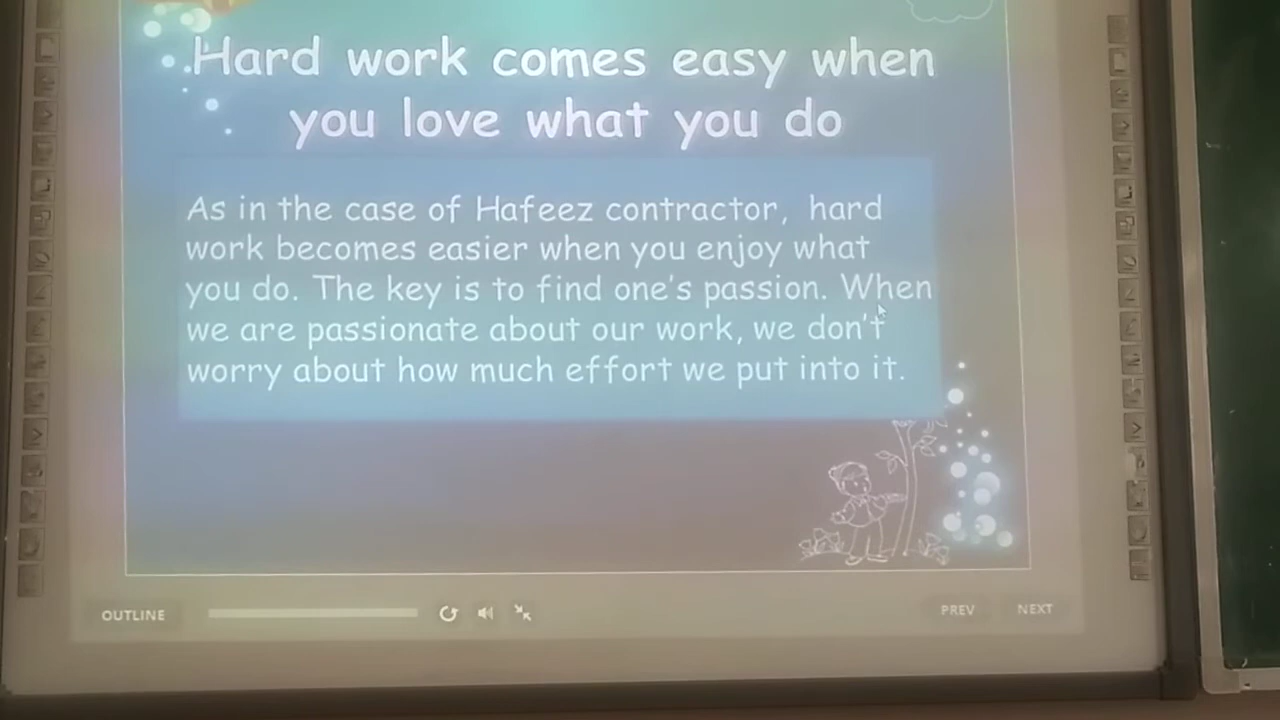 Hard work comes easy when
you love what you do
As in the case of Hafeez contractor, hard
work becomes easier when you enjoy what
you do. The key is to find one's passion. When
we are passionate about our work, we don't
worry about how much effort we put into it.
OUTLINE
PREV NEXT